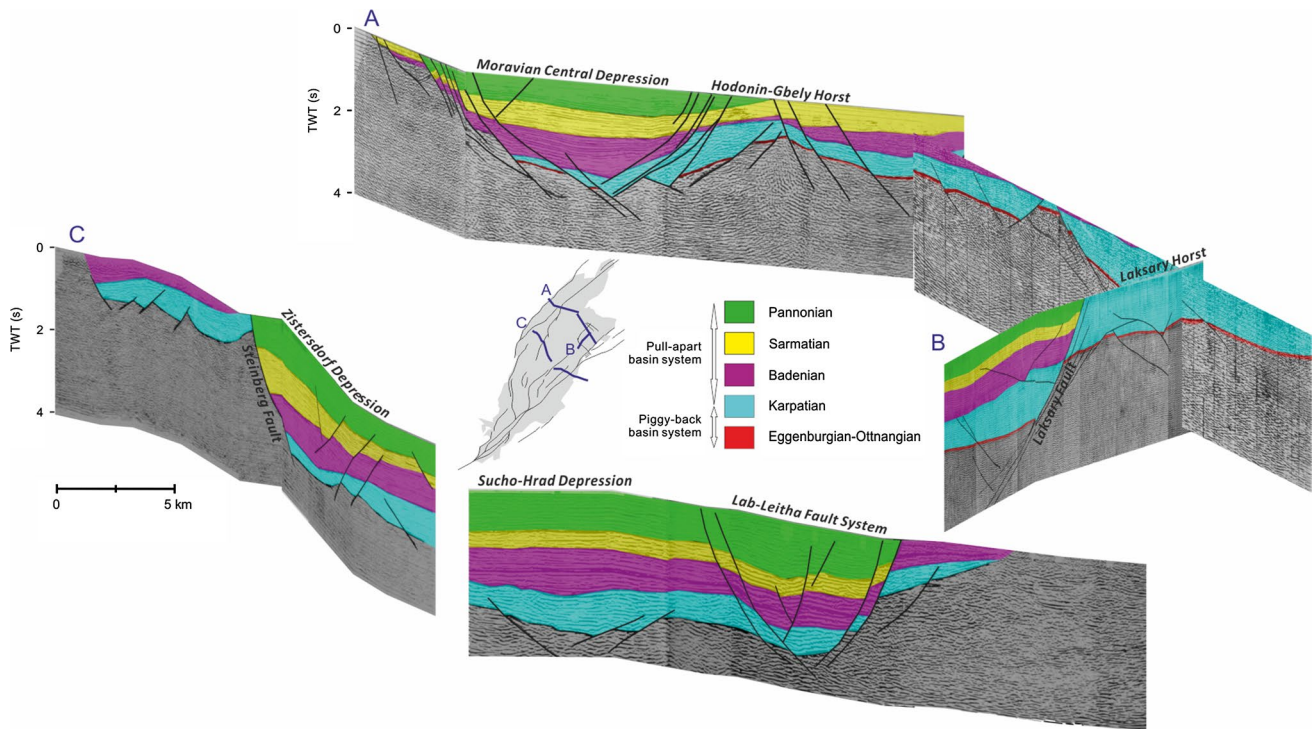 A
0
TWT (s)
2
4
Moravian Central Depression
Hodonin-Gbely Horst
Laksary Horst
C
0
TWT (s)
2
4
Zistersdorf Depression
Steinberg Fault
0
5 km
A
C
B
Pull-apart
basin system
Piggy-back
basin system
Pannonian
Sarmatian
Badenian
Karpatian
Eggenburgian-Ottnangian
B
Laksary Fault
Sucho-Hrad Depression
Lab-Leitha Fault System